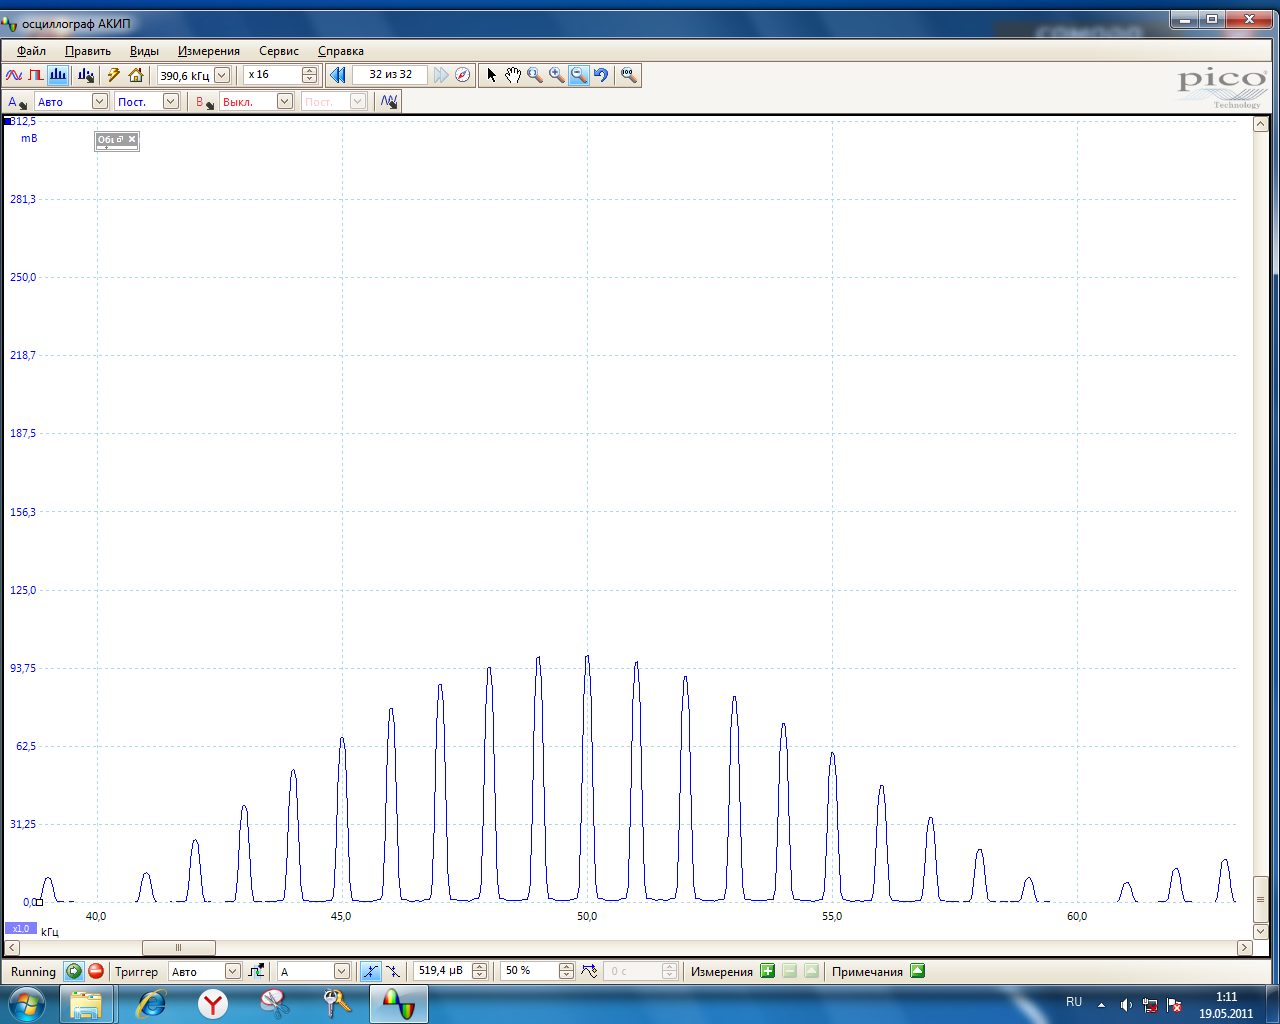 осциллограф АКИП
Файл Править Виды Измерения Сервис Справка
390,6 кГц x 16 32 из 32
pico
Technology
A Авто Пост. B Выкл. Пост.
312,5
mB
281,3
250,0
218,7
187,5
156,3
125,0
93,75
62,5
31,25
0,0
40,0 45,0 50,0 55,0 60,0
x1,0 кГц
Running Триггер Авто A 519,4 µВ 50 % 0 с Измерения Примечания
RU 1:11
19.05.2011